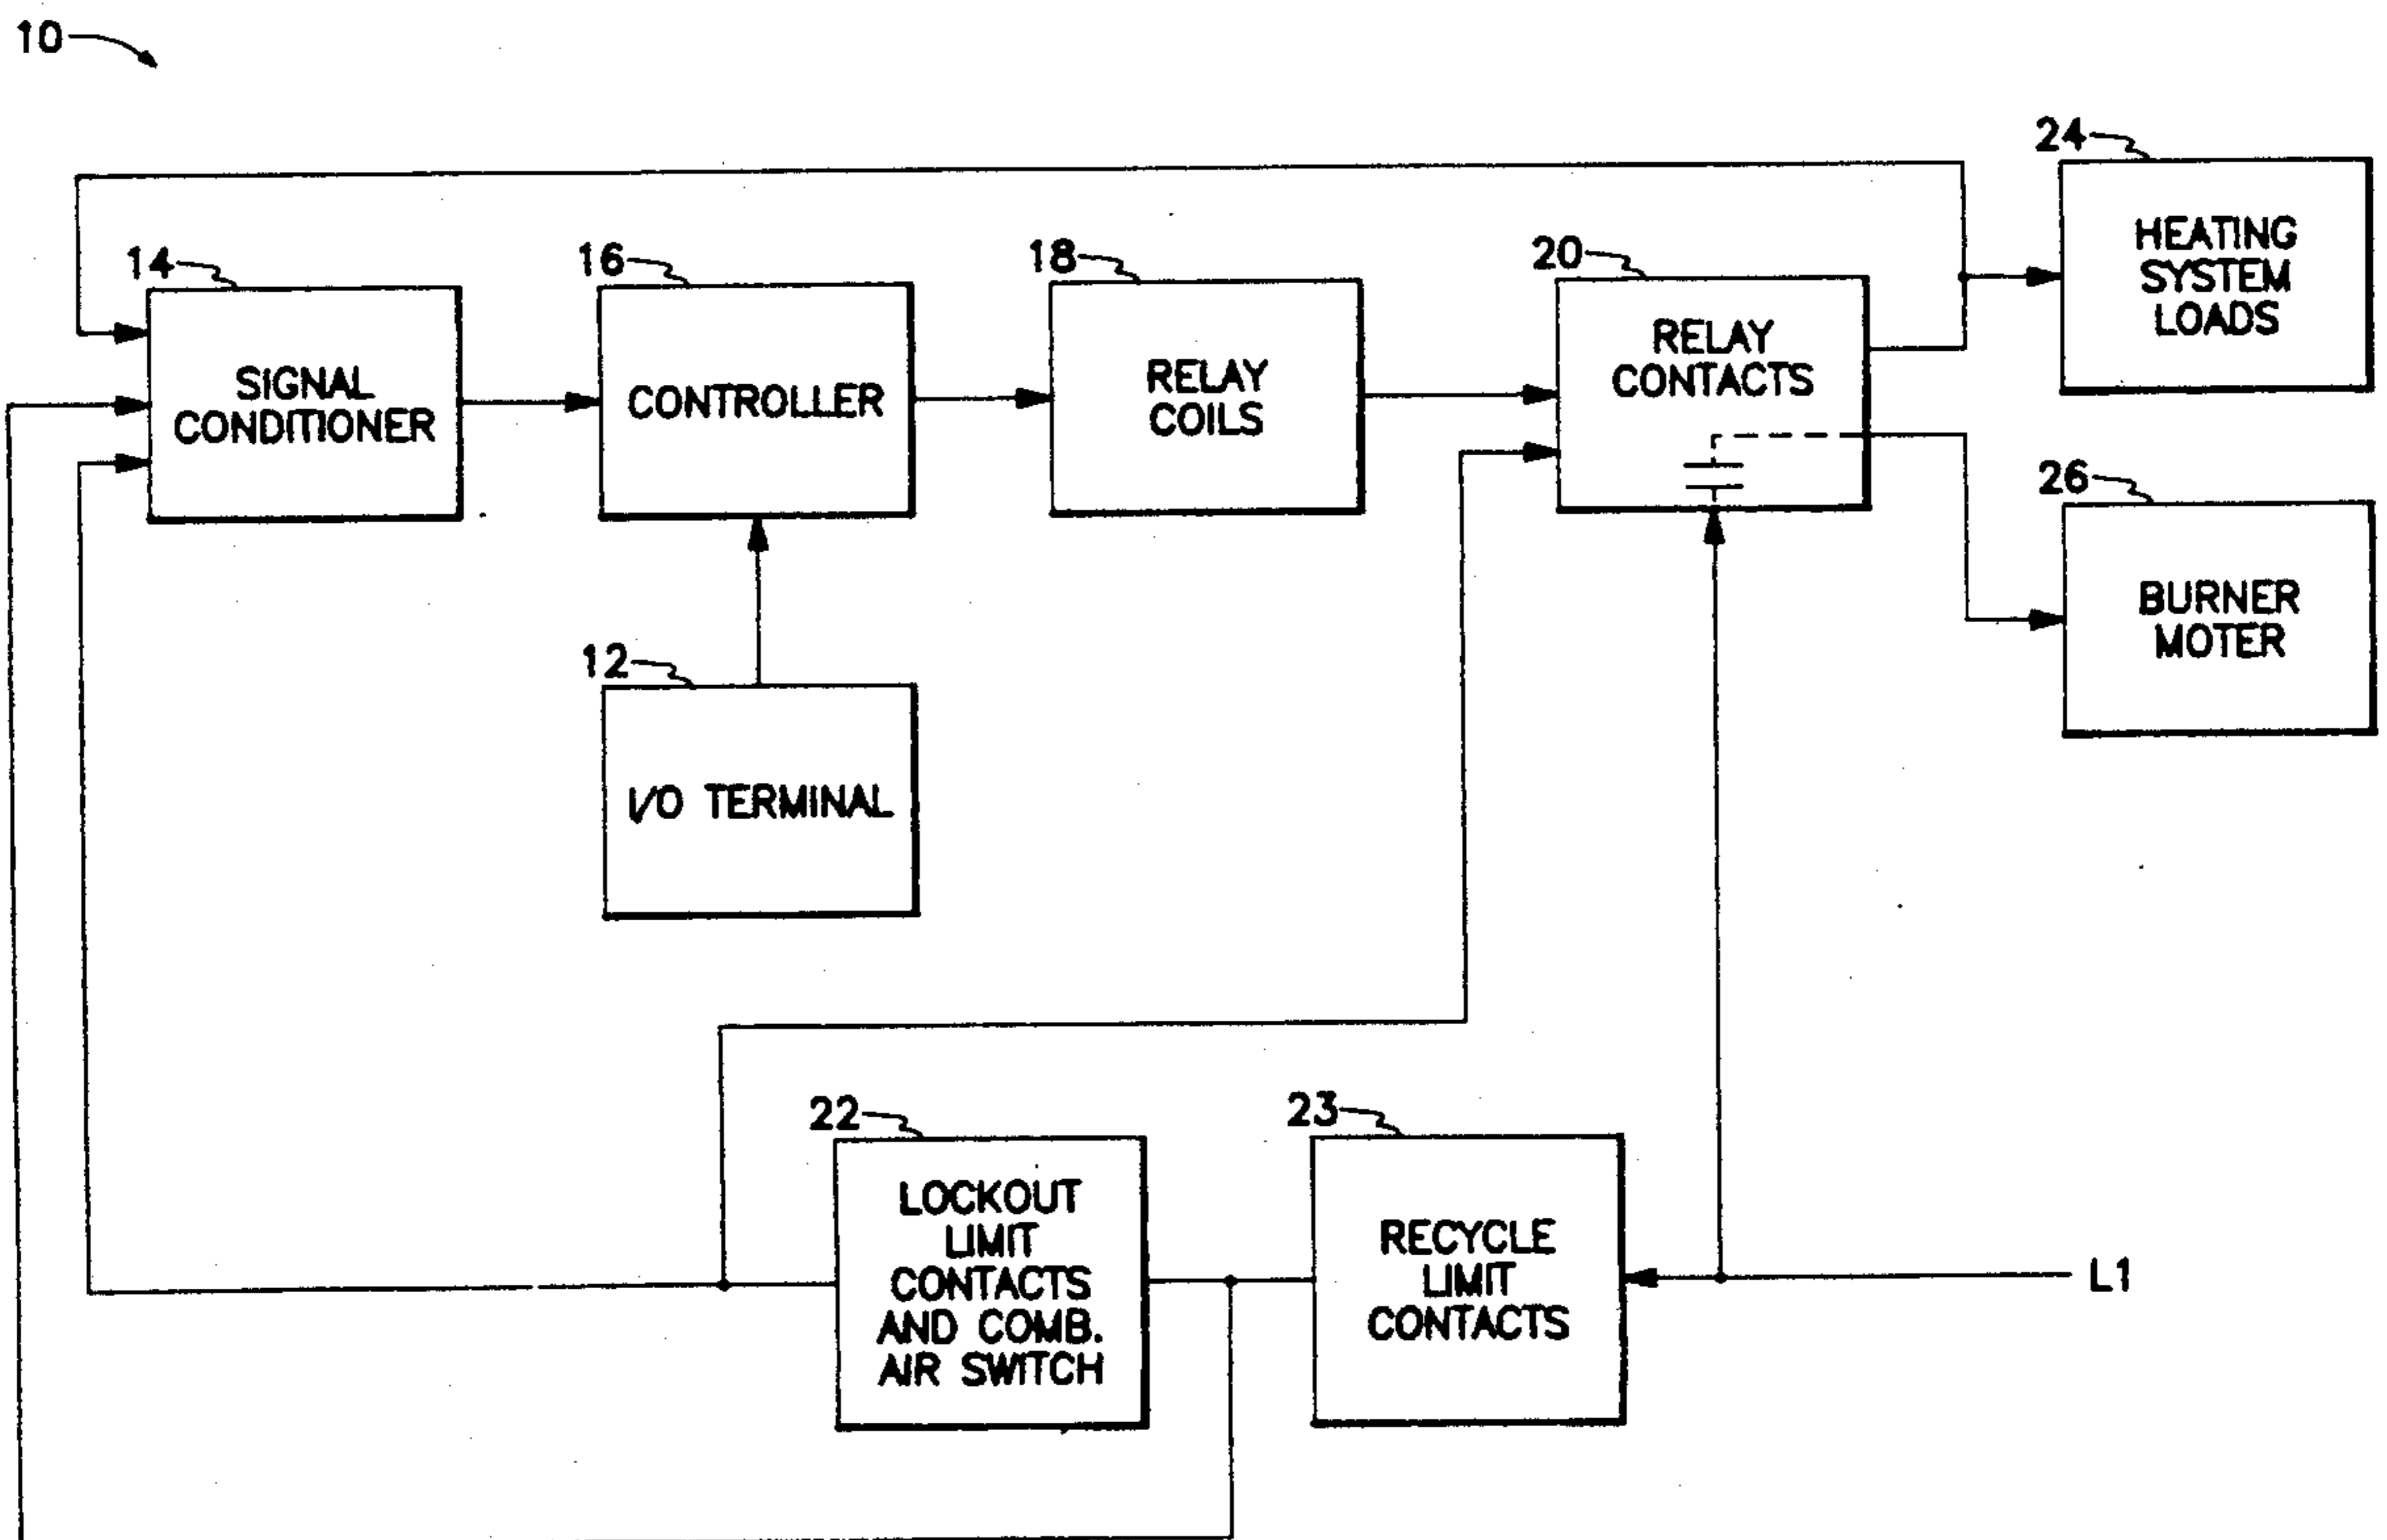 10
24
HEATING
SYSTEM
LOADS
14
SIGNAL
CONDITIONER
16
CONTROLLER
18
RELAY
COILS
20
RELAY
CONTACTS
26
BURNER
MOTER
12
I/O TERMINAL
22
LOCKOUT
LIMIT
CONTACTS
AND COMB.
AIR SWITCH
23
RECYCLE
LIMIT
CONTACTS
L1